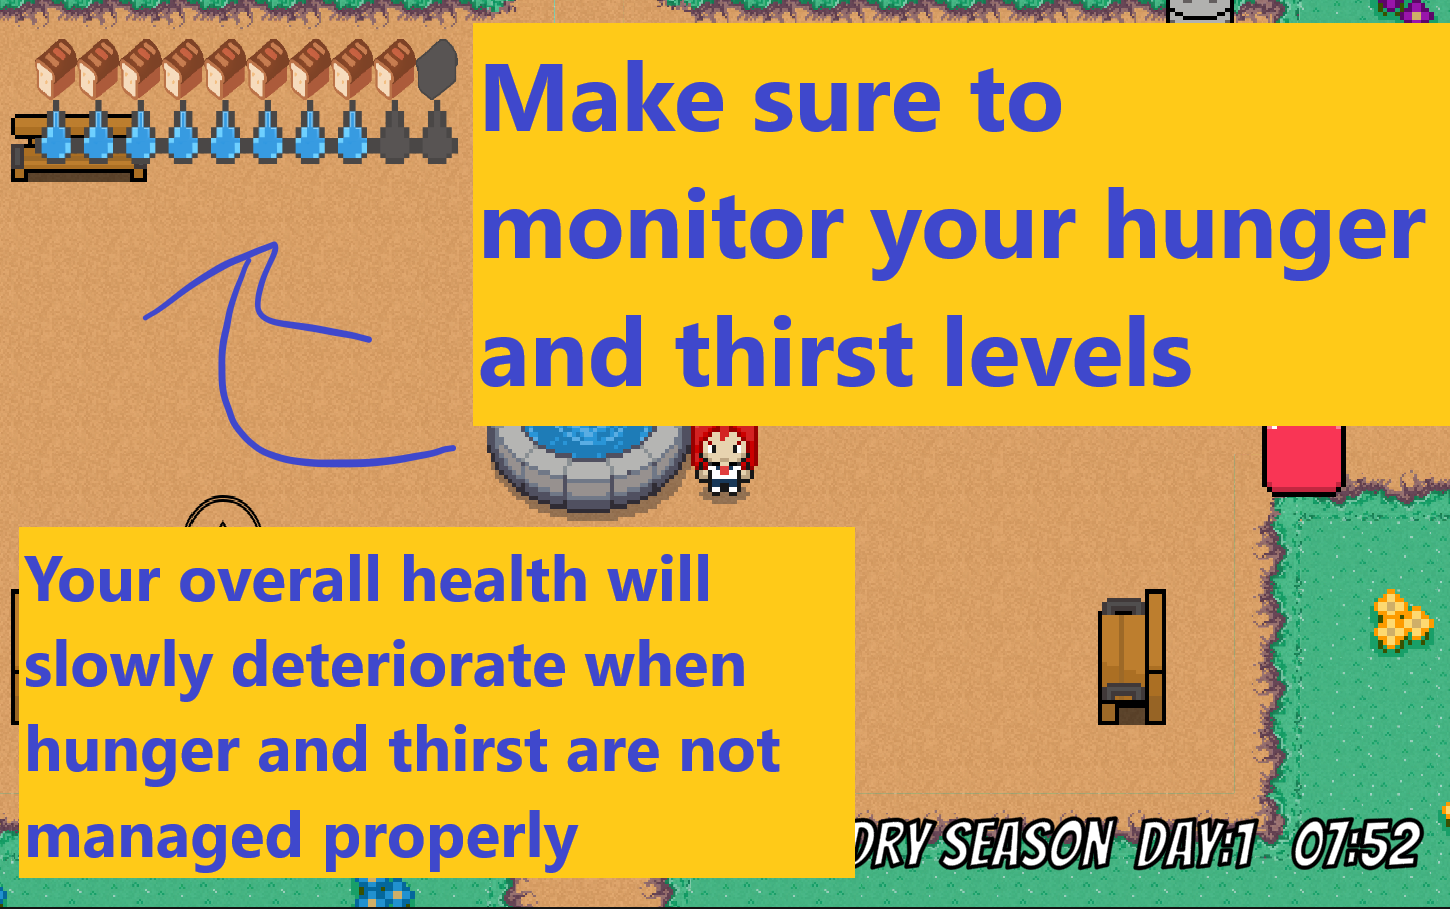 Make sure to
monitor your hunger
and thirst levels
Your overall health will
slowly deteriorate when
hunger and thirst are not
managed properly
DRY SEASON DAY:1 07:52